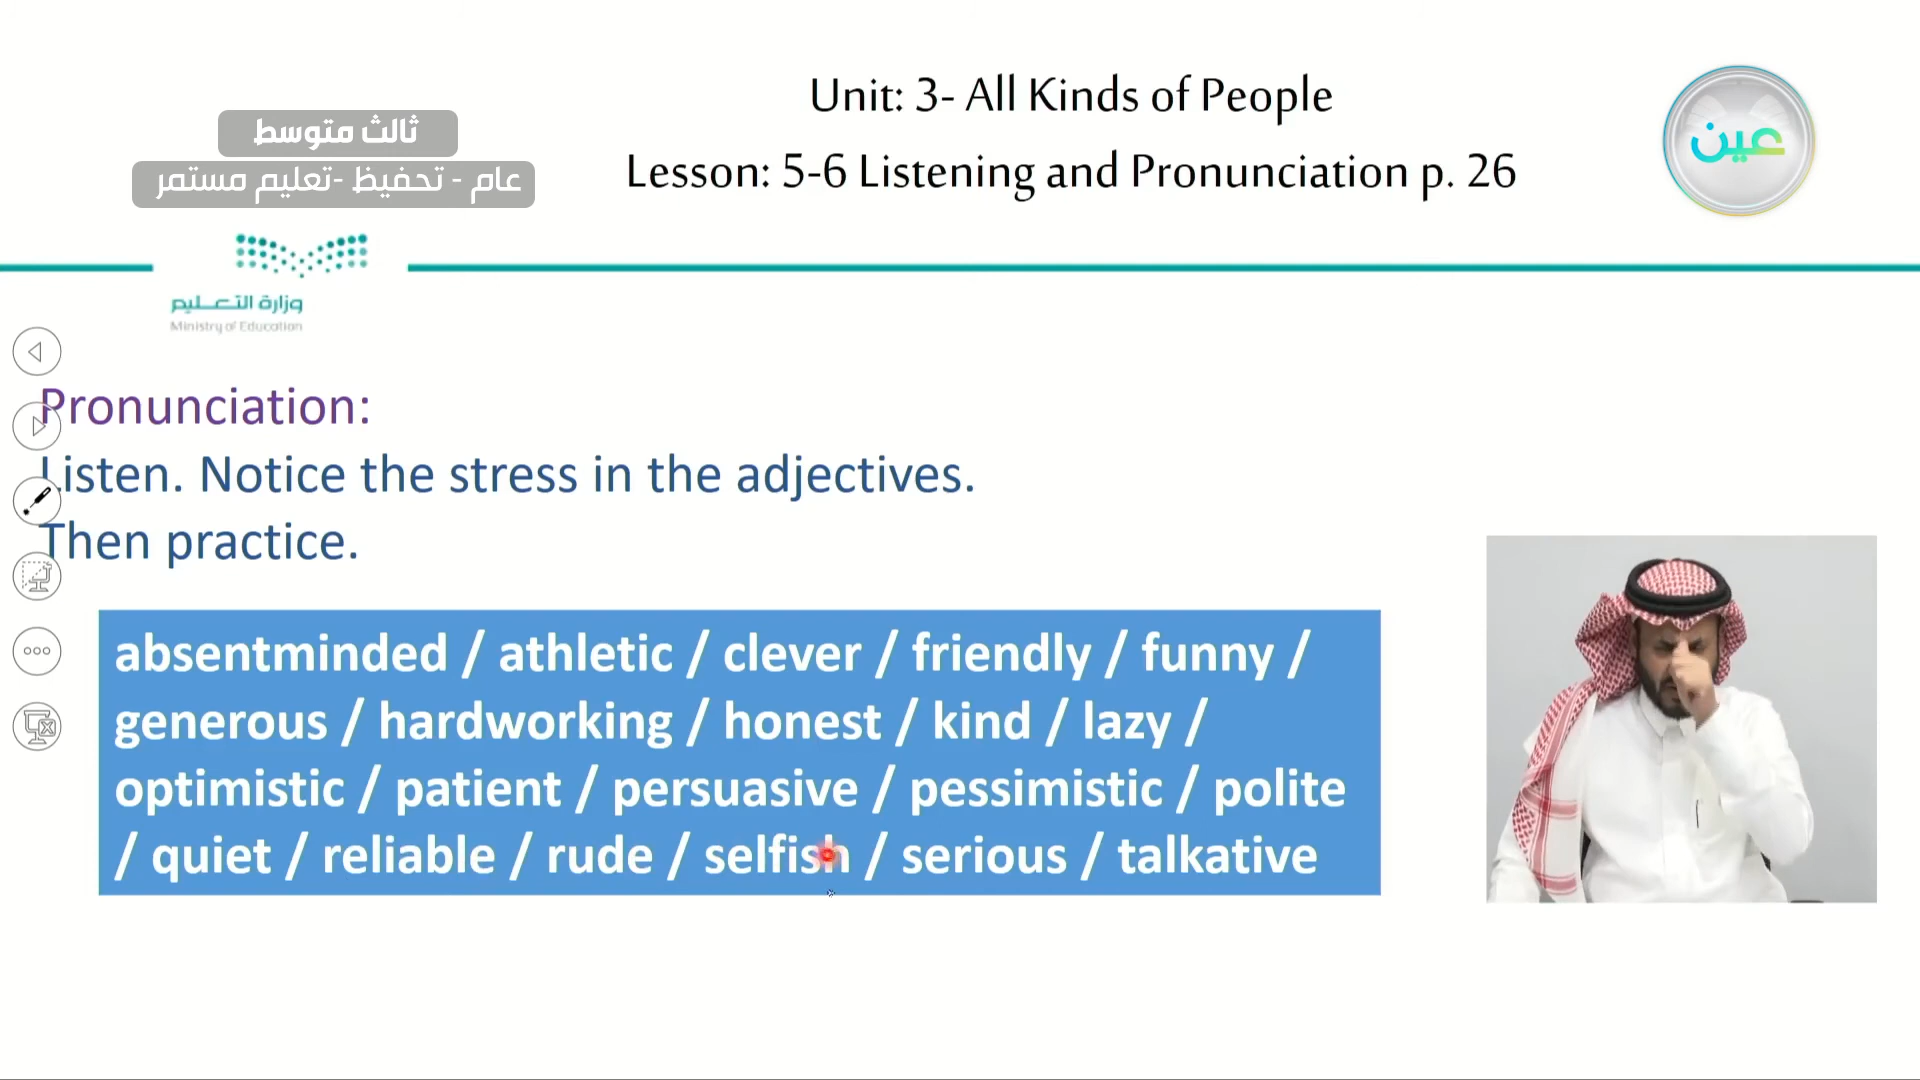 Unit: 3- All Kinds of People
ثالث متوسط
عين
Lesson: 5-6 Listening and Pronunciation p. 26
عام - تحفيظ -تعليم مستمر
وزارة التعليم
Ministry of Education
Pronunciation:
Listen. Notice the stress in the adjectives.
Then practice.
absentminded / athletic / clever / friendly / funny /
generous / hardworking / honest / kind / lazy /
optimistic / patient / persuasive / pessimistic / polite
/ quiet / reliable / rude / selfish / serious / talkative